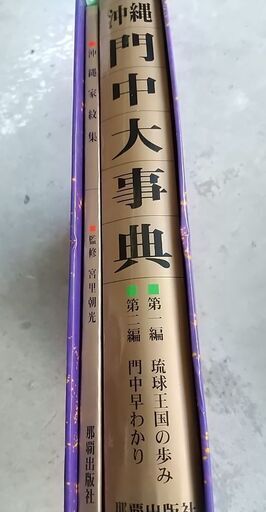 沖縄門中大事典
第一編 琉球王国の歩み
第二編 門中早わかり
那覇出版社
沖縄家紋集
監修 宮里朝光
那覇出版社